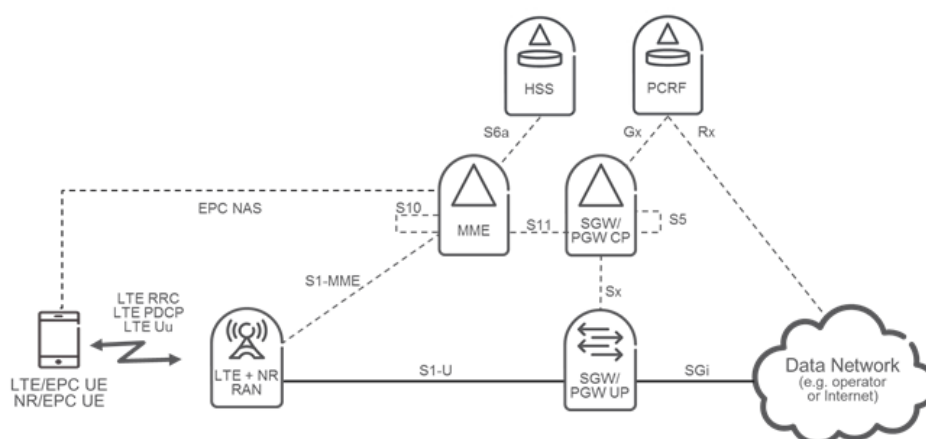 HSS
PCRF
S6a
Gx
Rx
EPC NAS
S10
MME
S11
SGW/
PGW CP
S5
S1-MME
Sx
LTE RRC
LTE PDCP
LTE Uu
LTE/EPC UE
NR/EPC UE
LTE + NR
RAN
S1-U
SGW/
PGW UP
SGi
Data Network
(e.g. operator
or Internet)